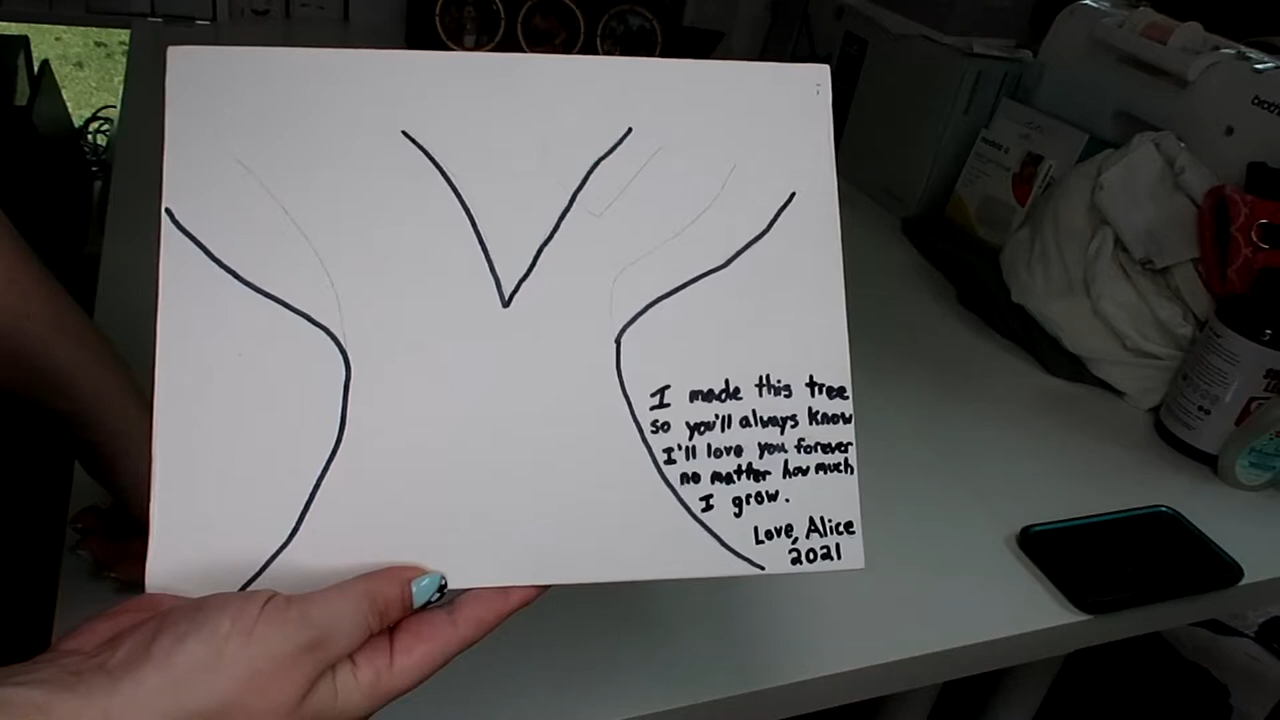 I made this tree
so you'll always know
I'll love you forever
no matter how much
I grow.
Love, Alice
2021